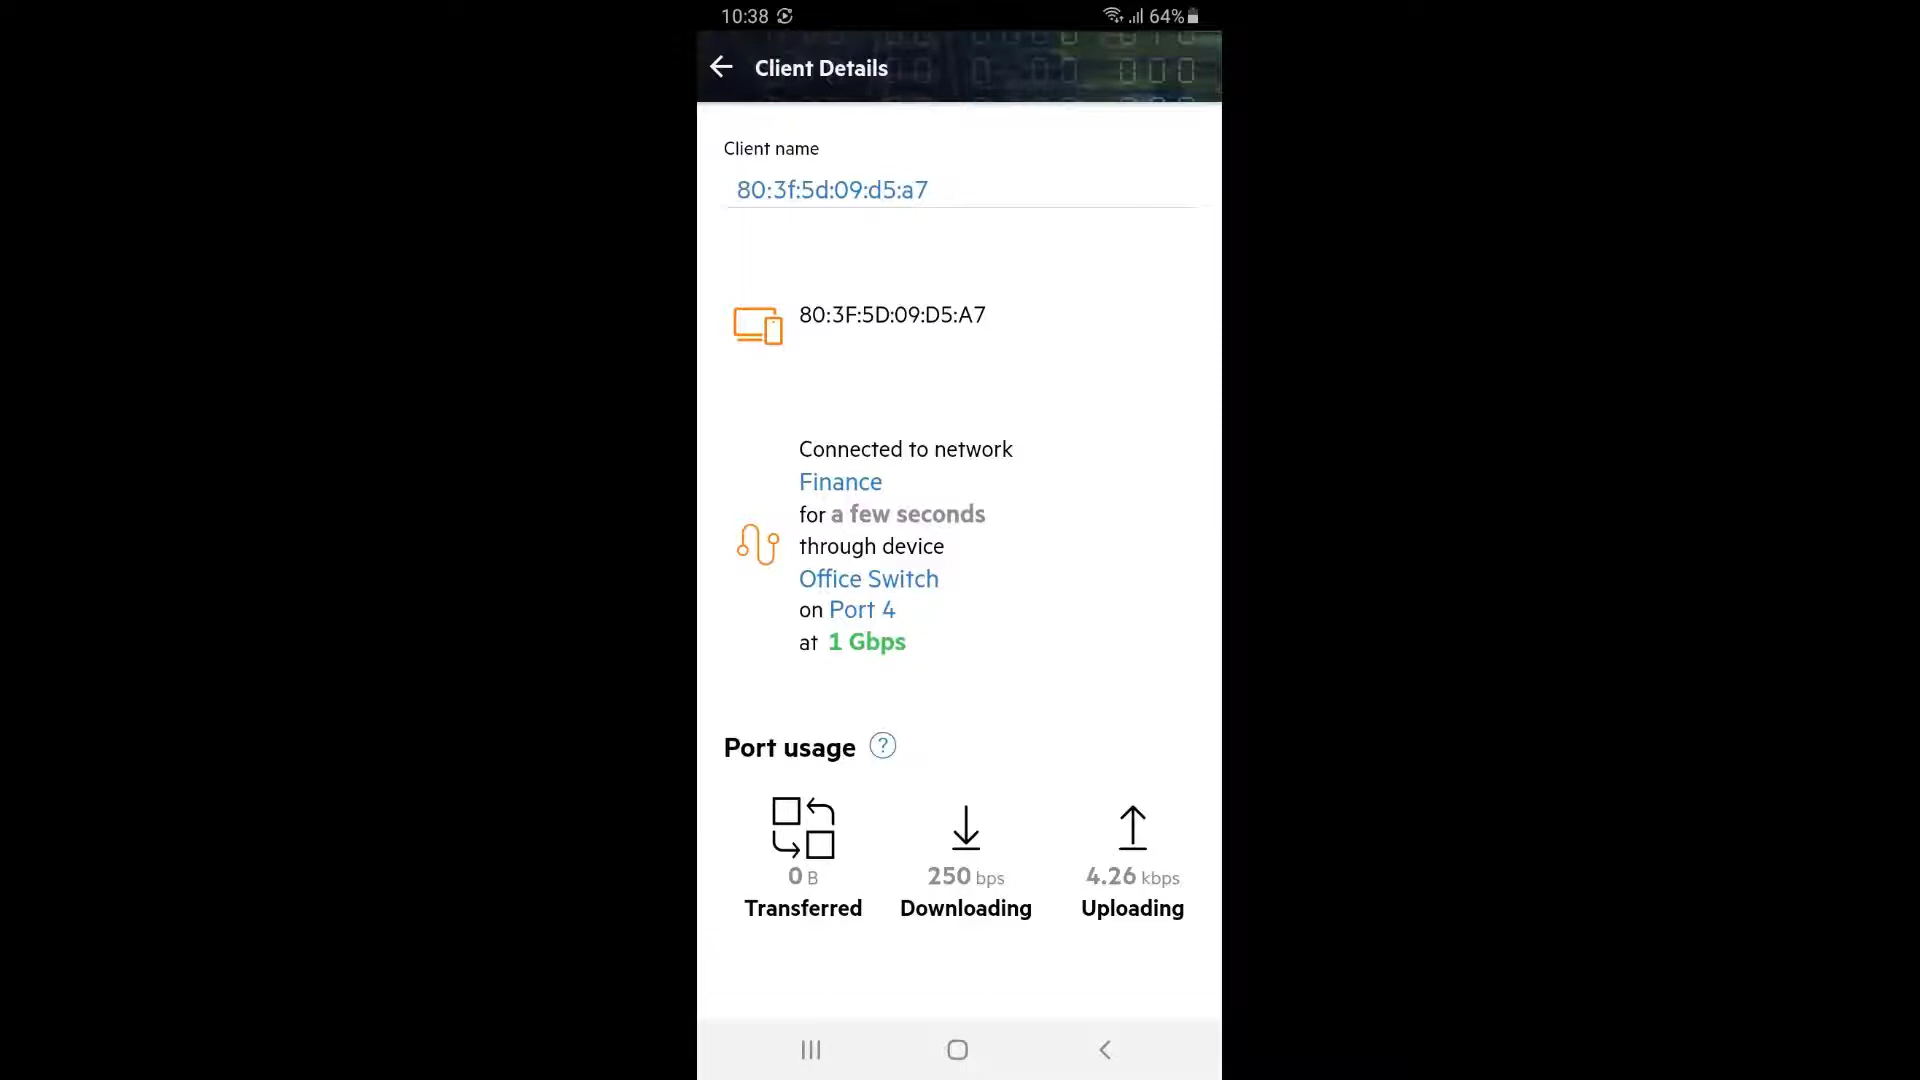 10:38 64%
Client Details
Client name
80:3f:5d:09:d5:a7
80:3F:5D:09:D5:A7
Connected to network
Finance
for a few seconds
through device
Office Switch
on Port 4
at 1 Gbps
Port usage ?
0 B 250 bps 4.26 kbps
Transferred Downloading Uploading